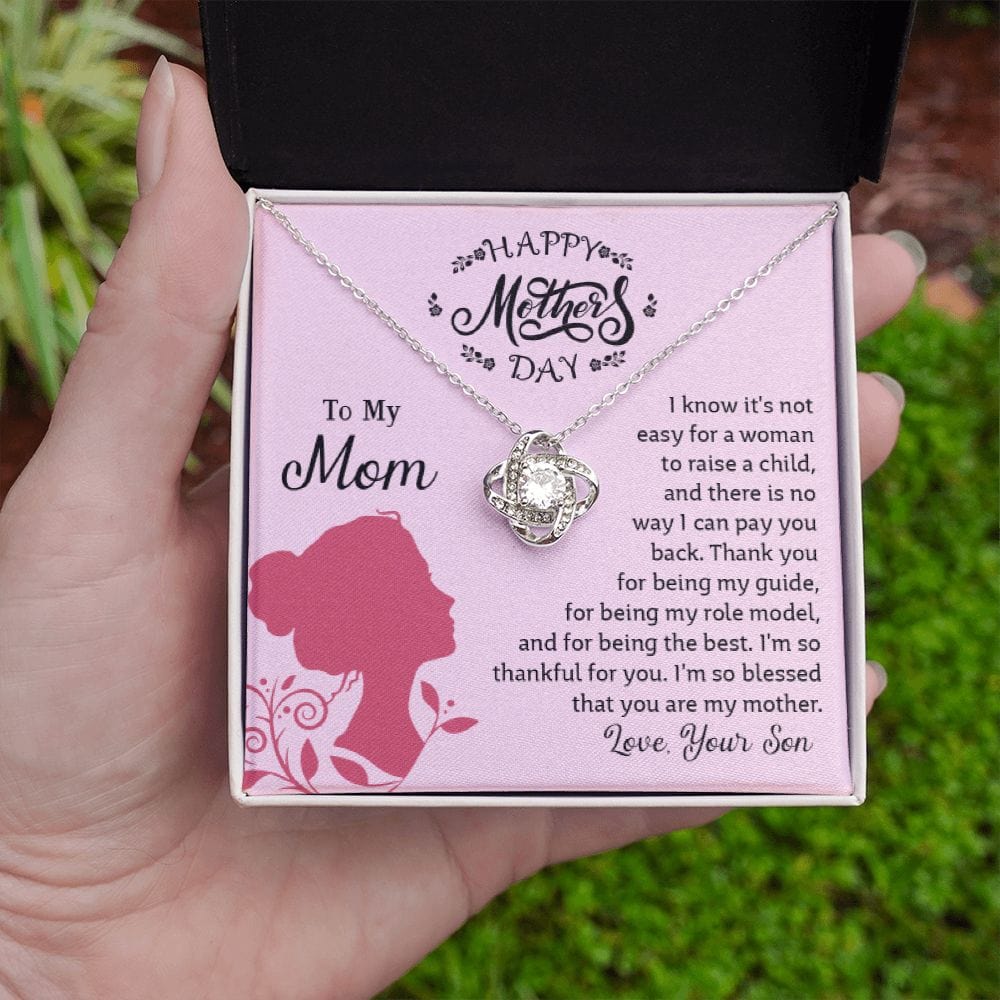 HAPPY
Mothers
DAY
To My
Mom
I know it's not
easy for a woman
to raise a child,
and there is no
way I can pay you
back. Thank you
for being my guide,
for being my role model,
and for being the best. I'm so
thankful for you. I'm so blessed
that you are my mother.
Love, Your Son